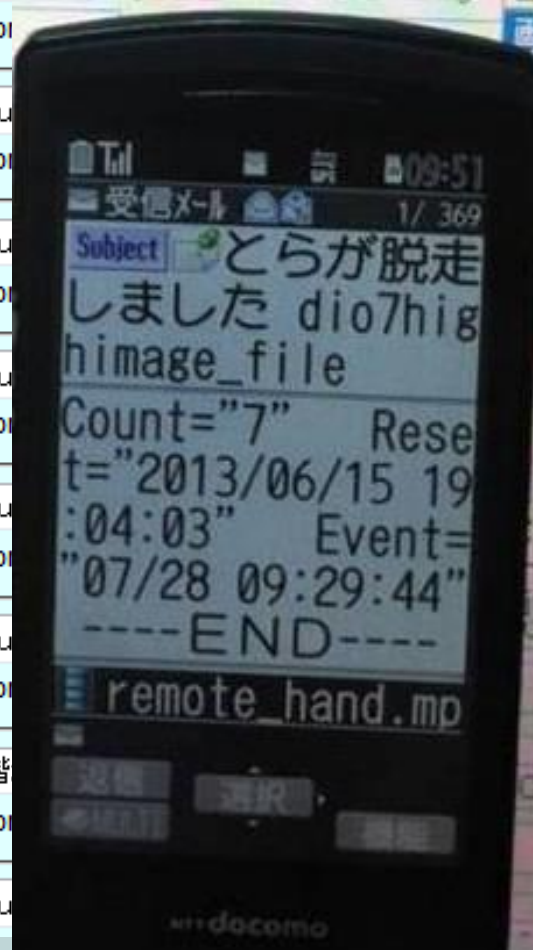 09:51
受信メール 1/ 369
Subject とらが脱走
しました dio7hig
himage_file
Count="7" Rese
t="2013/06/15 19
:04:03" Event=
"07/28 09:29:44"
----END----
remote_hand.mp
返信
選択
docomo